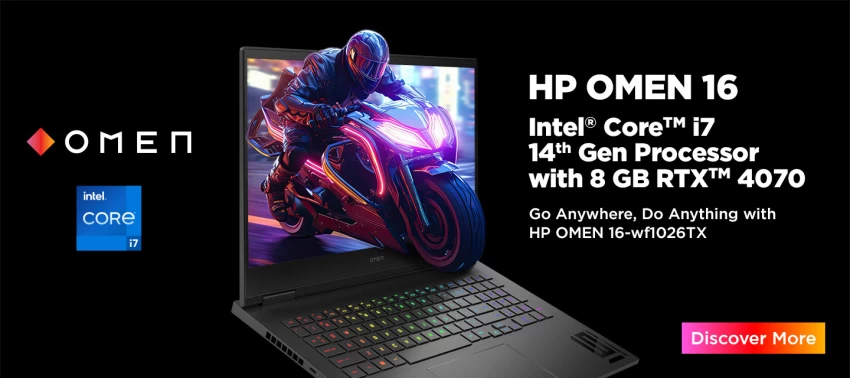 OMEN
intel
CORE
i7
OMEN
HP OMEN 16
Intel® Core™ i7
14th Gen Processor
with 8 GB RTX™ 4070
Go Anywhere, Do Anything with
HP OMEN 16-wf1026TX
Discover More